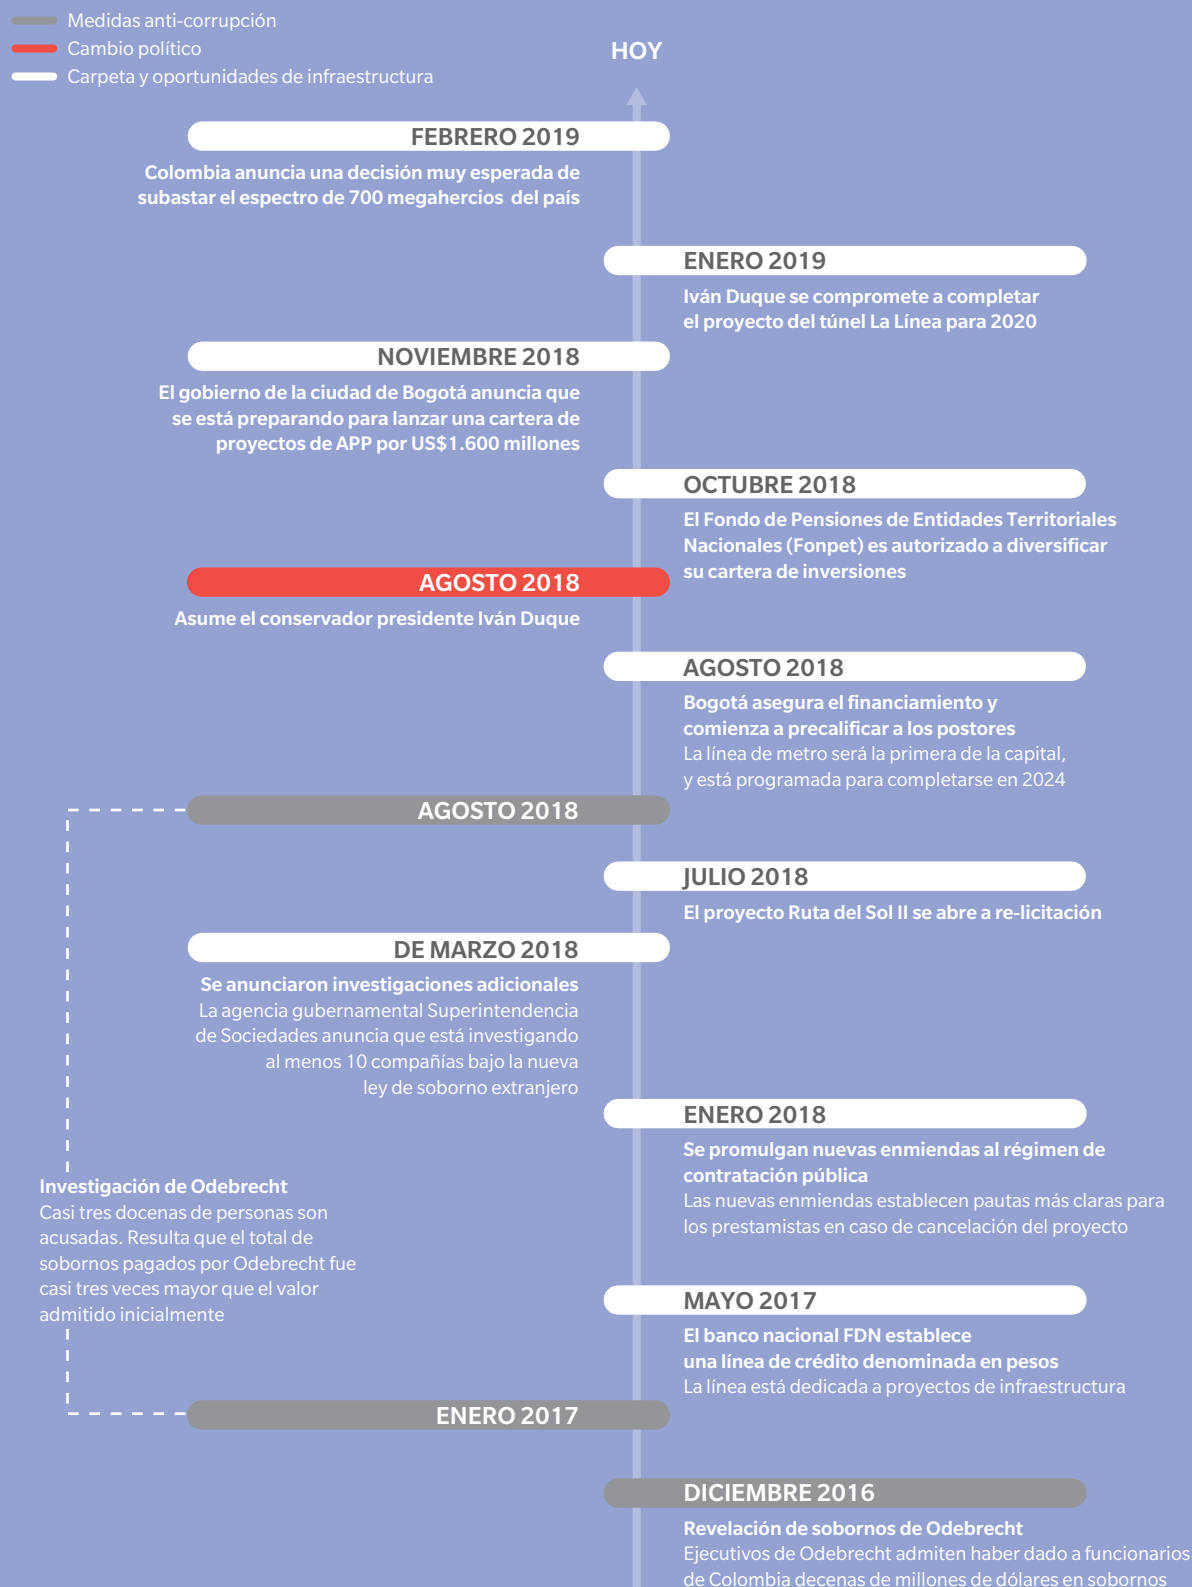 Medidas anti-corrupción
Cambio político
Carpeta y oportunidades de infraestructura
HOY
FEBRERO 2019
Colombia anuncia una decisión muy esperada de
subastar el espectro de 700 megahercios del país
ENERO 2019
Iván Duque se compromete a completar
el proyecto del túnel La Línea para 2020
NOVIEMBRE 2018
El gobierno de la ciudad de Bogotá anuncia que
se está preparando para lanzar una cartera de
proyectos de APP por US$1.600 millones
OCTUBRE 2018
El Fondo de Pensiones de Entidades Territoriales
Nacionales (Fonpet) es autorizado a diversificar
su cartera de inversiones
AGOSTO 2018
Asume el conservador presidente Iván Duque
AGOSTO 2018
Bogotá asegura el financiamiento y
comienza a precalificar a los postores
La línea de metro será la primera de la capital,
y está programada para completarse en 2024
AGOSTO 2018
JULIO 2018
El proyecto Ruta del Sol II se abre a re-licitación
DE MARZO 2018
Se anunciaron investigaciones adicionales
La agencia gubernamental Superintendencia
de Sociedades anuncia que está investigando
al menos 10 compañías bajo la nueva
ley de soborno extranjero
ENERO 2018
Se promulgan nuevas enmiendas al régimen de
contratación pública
Las nuevas enmiendas establecen pautas más claras para
los prestamistas en caso de cancelación del proyecto
Investigación de Odebrecht
Casi tres docenas de personas son
acusadas. Resulta que el total de
sobornos pagados por Odebrecht fue
casi tres veces mayor que el valor
admitido inicialmente
MAYO 2017
El banco nacional FDN establece
una línea de crédito denominada en pesos
La línea está dedicada a proyectos de infraestructura
ENERO 2017
DICIEMBRE 2016
Revelación de sobornos de Odebrecht
Ejecutivos de Odebrecht admiten haber dado a funcionarios
de Colombia decenas de millones de dólares en sobornos